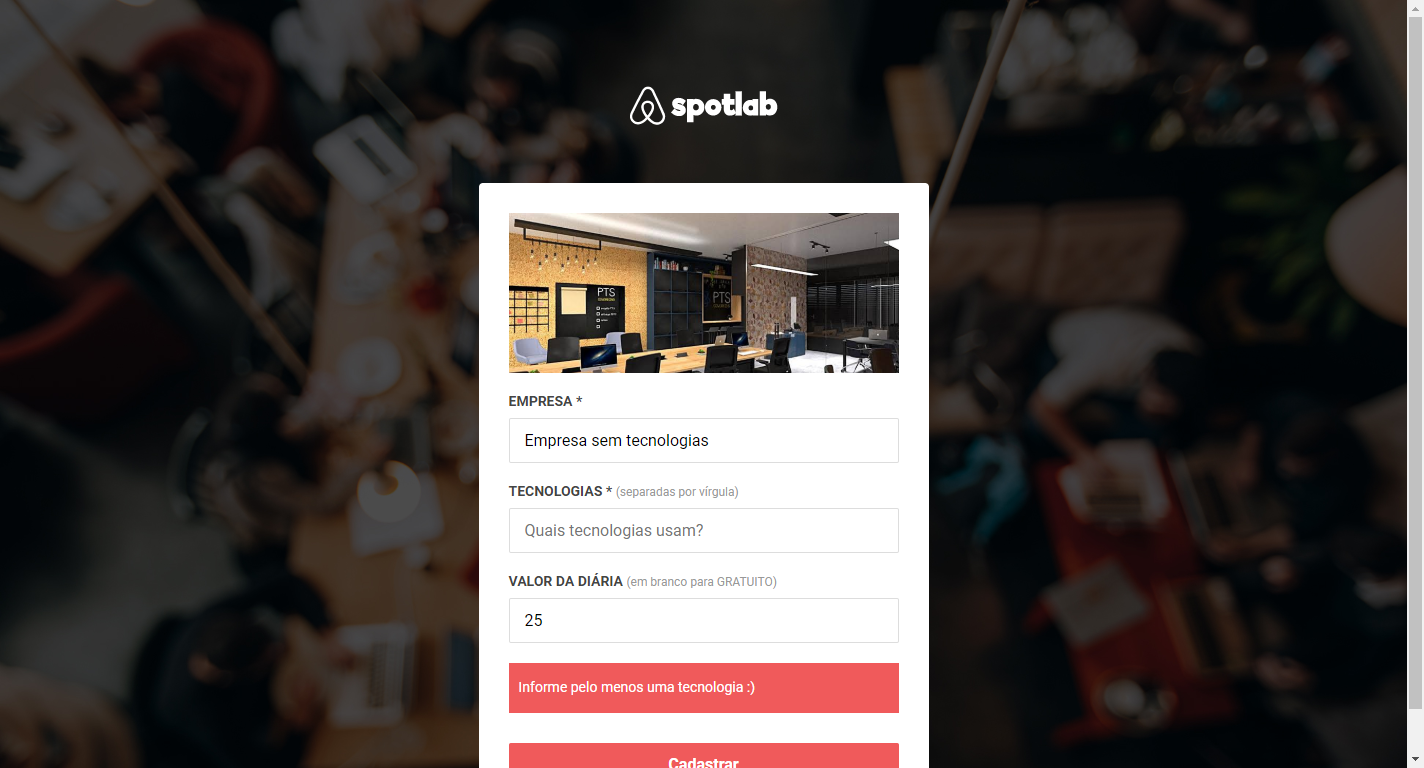 spotlab
PTS
PTS
EMPRESA *
Empresa sem tecnologias
TECNOLOGIAS * (separadas por vírgula)
Quais tecnologias usam?
VALOR DA DIÁRIA (em branco para GRATUITO)
25
Informe pelo menos uma tecnologia :)
Cadastrar